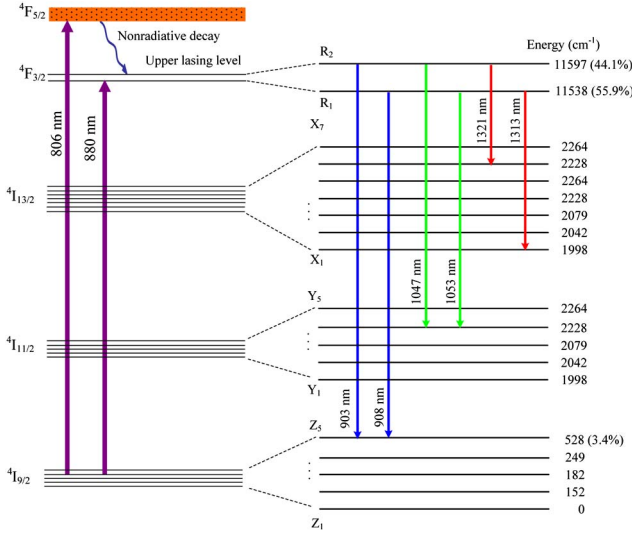 ⁴F₅/₂
Nonradiative decay
Upper lasing level
⁴F₃/₂
806 nm
880 nm
⁴I₁₃/₂
⁴I₁₁/₂
⁴I₉/₂
Energy (cm⁻¹)
R₂
11597 (44.1%)
R₁
11538 (55.9%)
1321 nm
1313 nm
X₇
2264
2228
2264
2228
2079
2042
1998
X₁
1047 nm
1053 nm
Y₅
2264
2228
2079
2042
1998
Y₁
903 nm
908 nm
Z₅
528 (3.4%)
249
182
152
0
Z₁